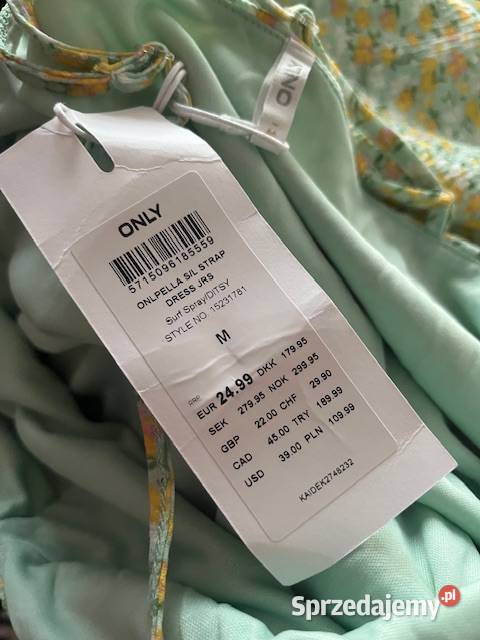 ONLY
ONLY
5715096185559
ONLPELLA S/L STRAP
DRESS JRS
Surf Spray/DITSY
STYLE NO. 15231781
M
RRP
EUR 24.99 DKK 179.95
SEK 279.95 NOK 299.95
GBP 22.00 CHF 29.90
CAD 45.00 TRY 189.99
USD 39.00 PLN 109.99
KAIDEK2748232
Sprzedajemy.pl